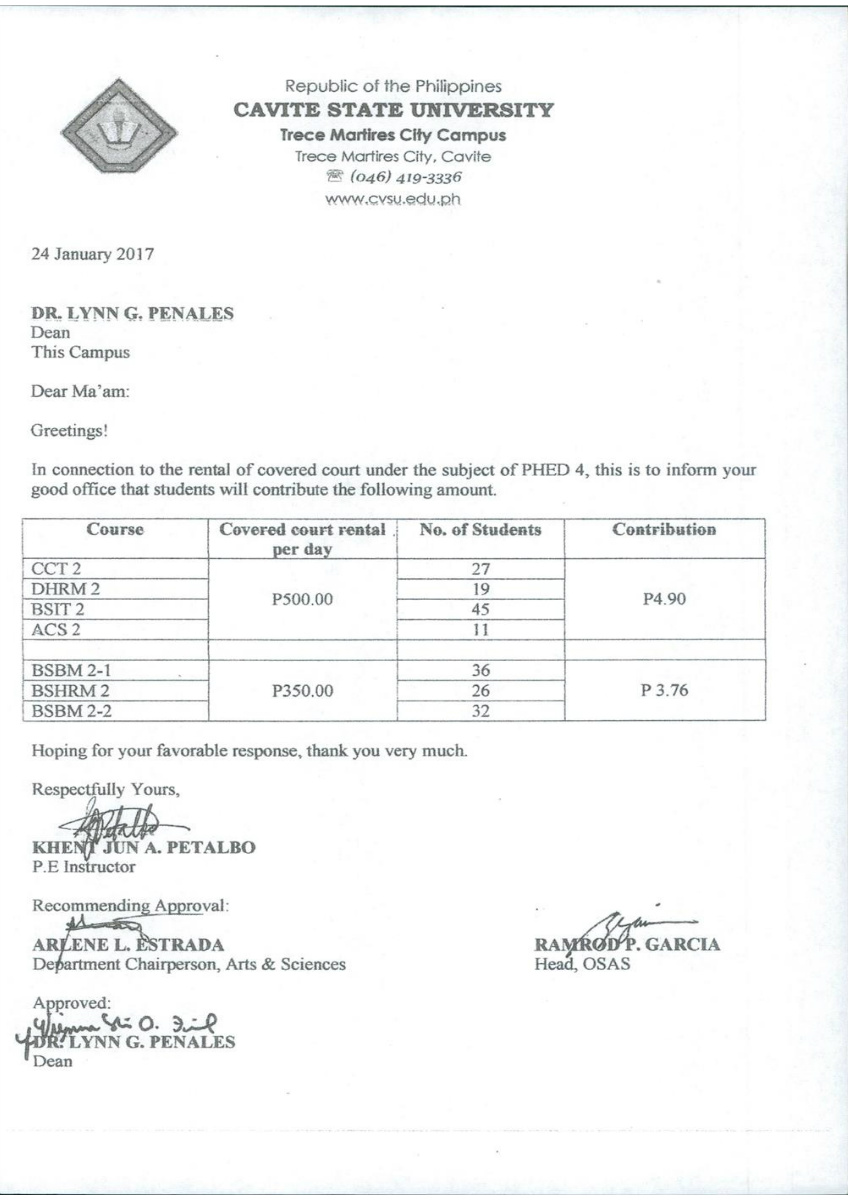 Republic of the Philippines
CAVITE STATE UNIVERSITY
Trece Martires City Campus
Trece Martires City, Cavite
☏ (046) 419-3336
www.cvsu.edu.ph
24 January 2017
DR. LYNN G. PENALES
Dean
This Campus
Dear Ma'am:
Greetings!
In connection to the rental of covered court under the subject of PHED 4, this is to inform your
good office that students will contribute the following amount.
Course Covered court rental per day No. of Students Contribution
CCT 2 27
DHRM 2 19
P500.00 P4.90
BSIT 2 45
ACS 2 11
BSBM 2-1 36
BSHRM 2 P350.00 26 P 3.76
BSBM 2-2 32
Hoping for your favorable response, thank you very much.
Respectfully Yours,
KHENT JUN A. PETALBO
P.E Instructor
Recommending Approval:
ARLENE L. ESTRADA RAMROD P. GARCIA
Department Chairperson, Arts & Sciences Head, OSAS
Approved:
DR. LYNN G. PENALES
Dean